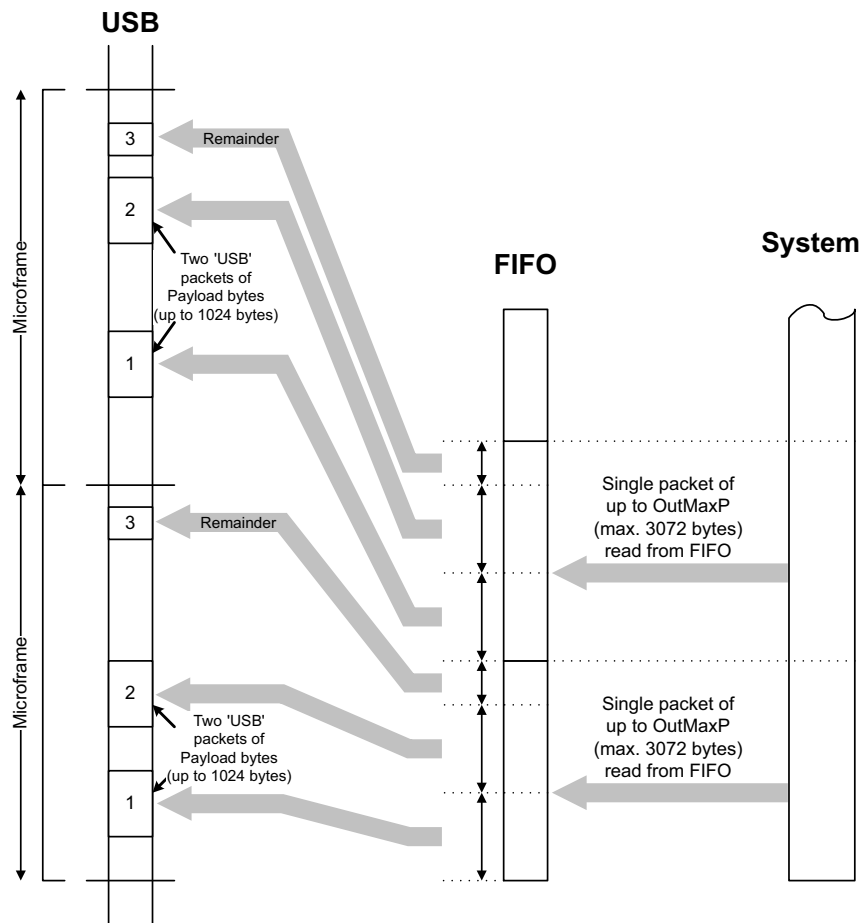 USB
Microframe
3
Remainder
2
Two 'USB'
packets of
Payload bytes
(up to 1024 bytes)
1
FIFO
System
Single packet of
up to OutMaxP
(max. 3072 bytes)
read from FIFO
Microframe
3
Remainder
2
Two 'USB'
packets of
Payload bytes
(up to 1024 bytes)
1
Single packet of
up to OutMaxP
(max. 3072 bytes)
read from FIFO